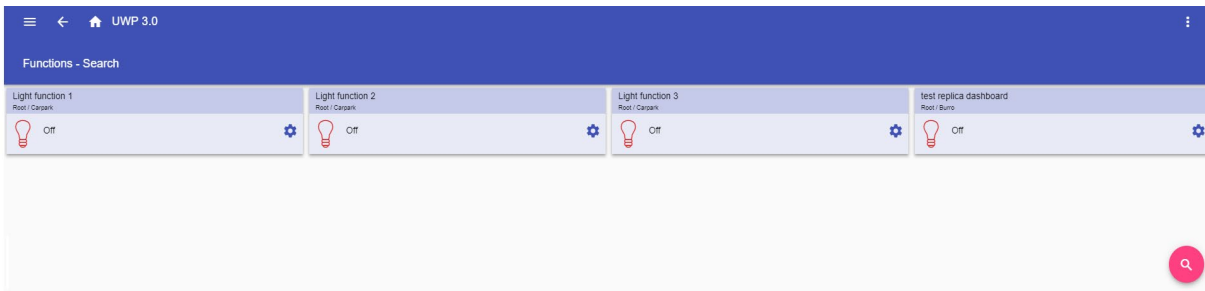 UWP 3.0
Functions - Search
Light function 1
Root / Carpark
Off
Light function 2
Root / Carpark
Off
Light function 3
Root / Carpark
Off
test replica dashboard
Root / Burro
Off